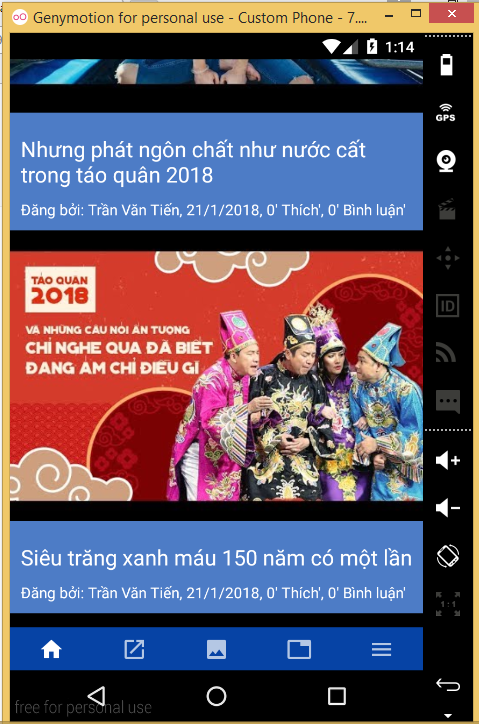 Genymotion for personal use - Custom Phone - 7....
1:14
Nhưng phát ngôn chất như nước cất
trong táo quân 2018
Đăng bởi: Trần Văn Tiến, 21/1/2018, 0' Thích', 0' Bình luận'
TÁO QUÂN
2018
VÀ NHỮNG CÂU NÓI ẤN TƯỢNG
CHỈ NGHE QUA ĐÃ BIẾT
ĐANG ÁM CHỈ ĐIỀU GÌ
Siêu trăng xanh máu 150 năm có một lần
Đăng bởi: Trần Văn Tiến, 21/1/2018, 0' Thích', 0' Bình luận'
free for personal use
GPS
ID
1:1